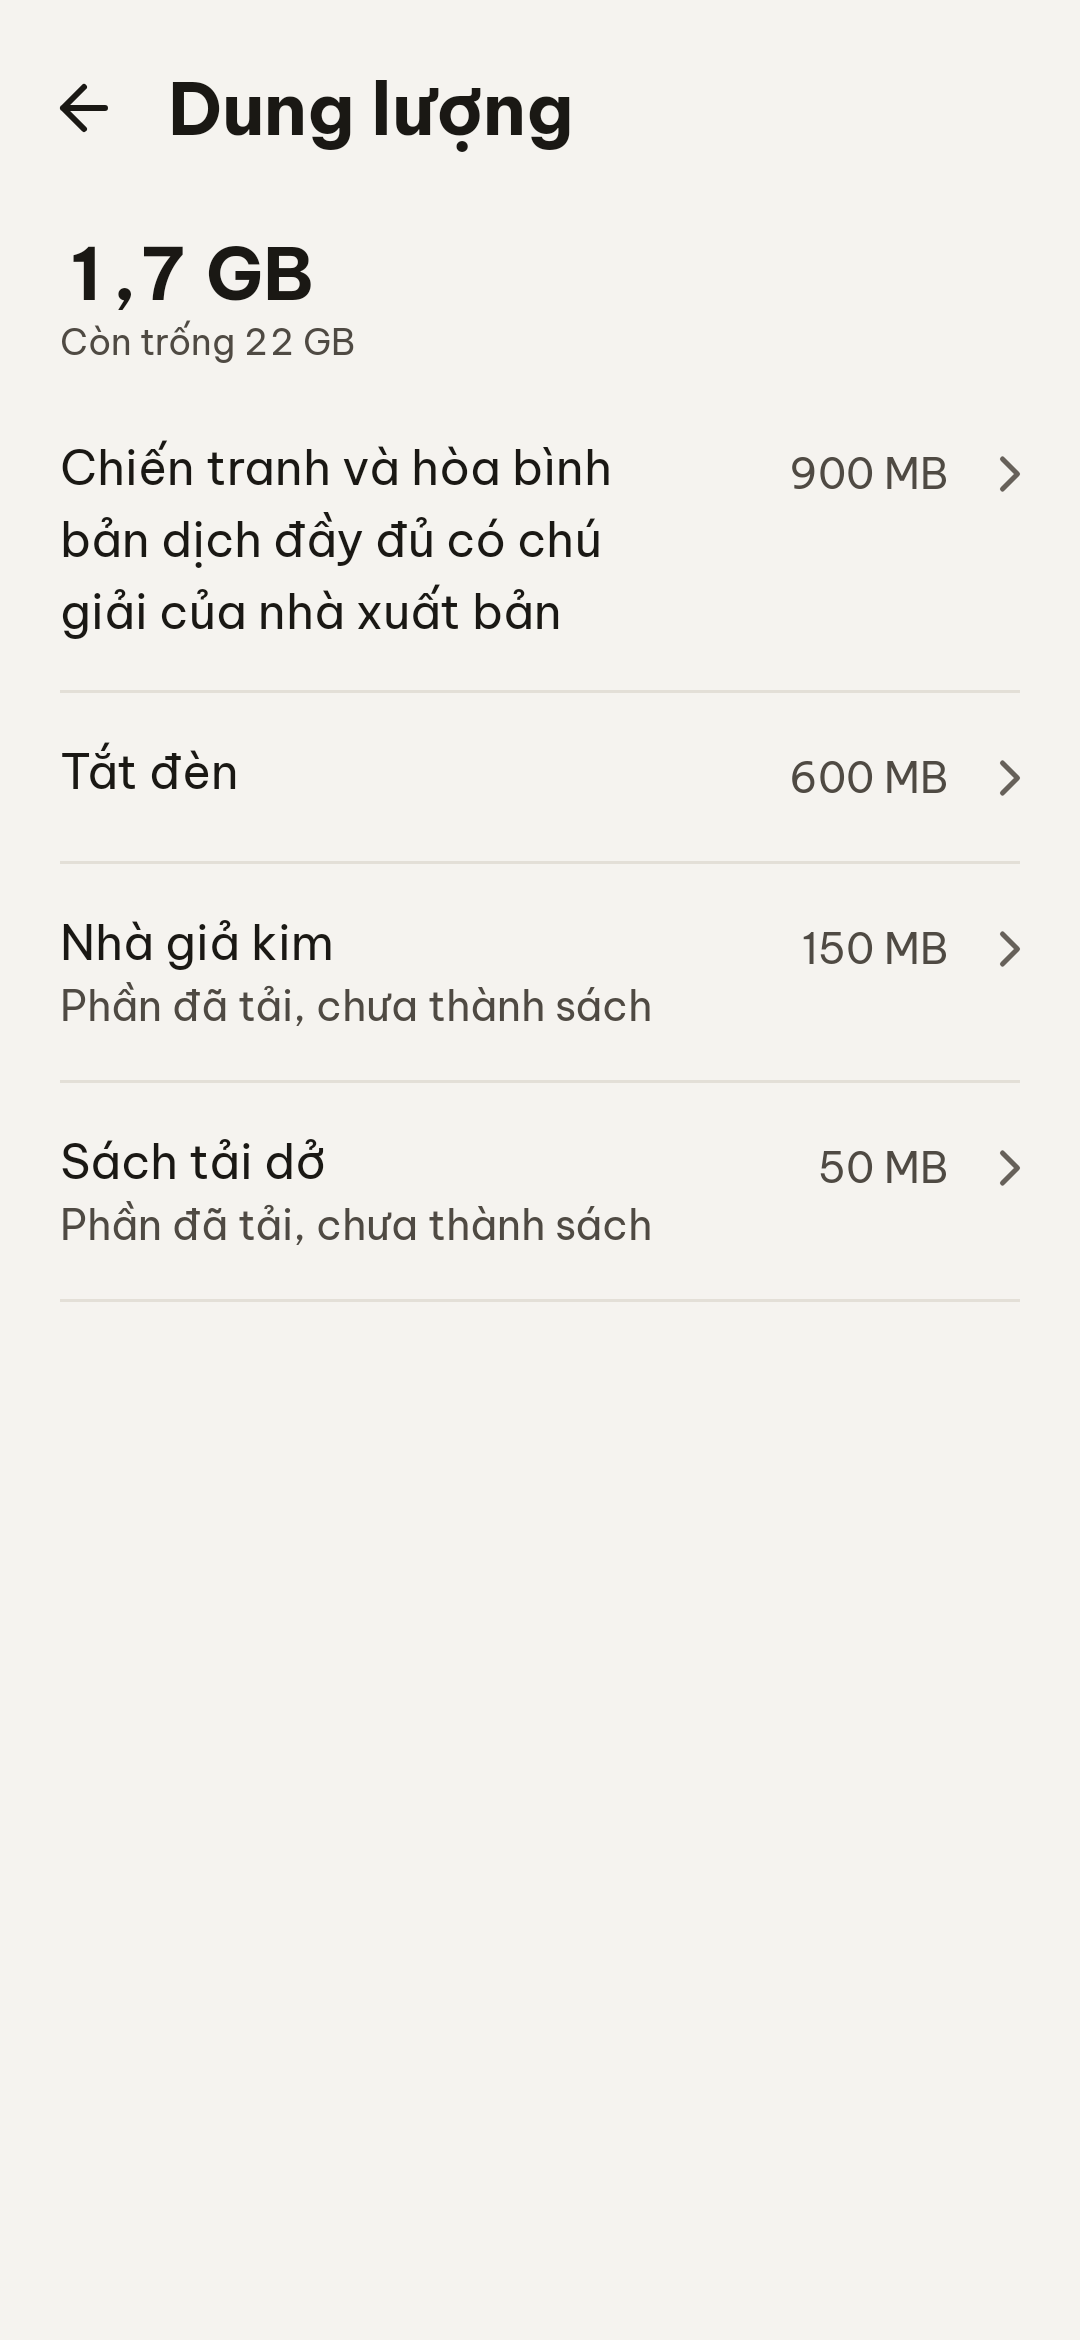 Dung lượng
1,7 GB
Còn trống 22 GB
Chiến tranh và hòa bình
bản dịch đầy đủ có chú
giải của nhà xuất bản
900 MB
Tắt đèn
600 MB
Nhà giả kim
150 MB
Phần đã tải, chưa thành sách
Sách tải dở
50 MB
Phần đã tải, chưa thành sách